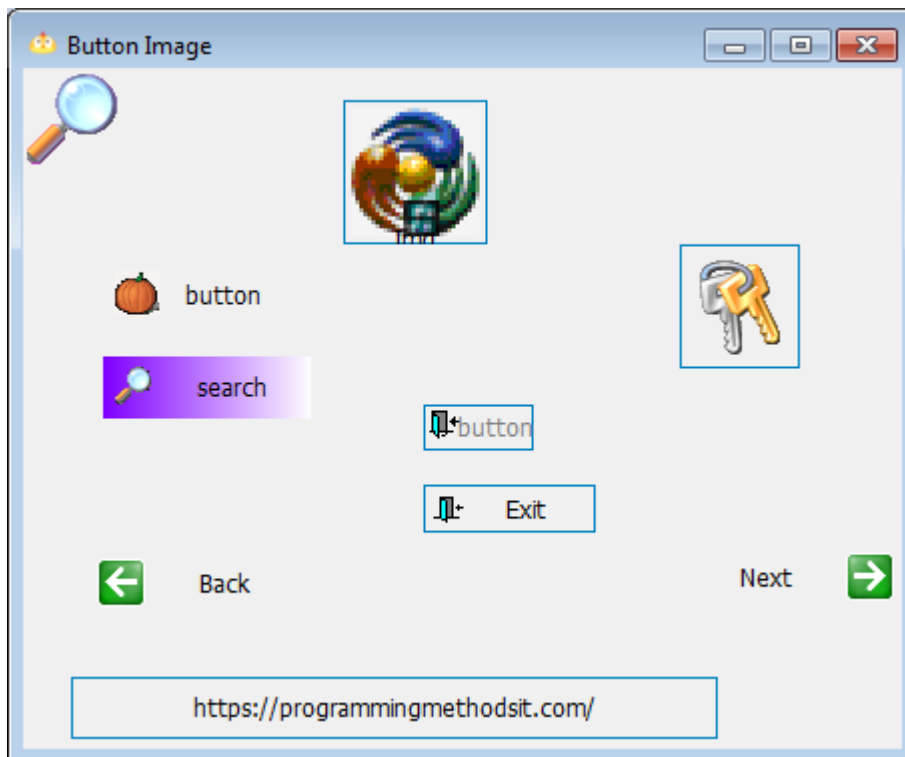 Button Image
button
search
button
Exit
Back
Next
https://programmingmethodsit.com/